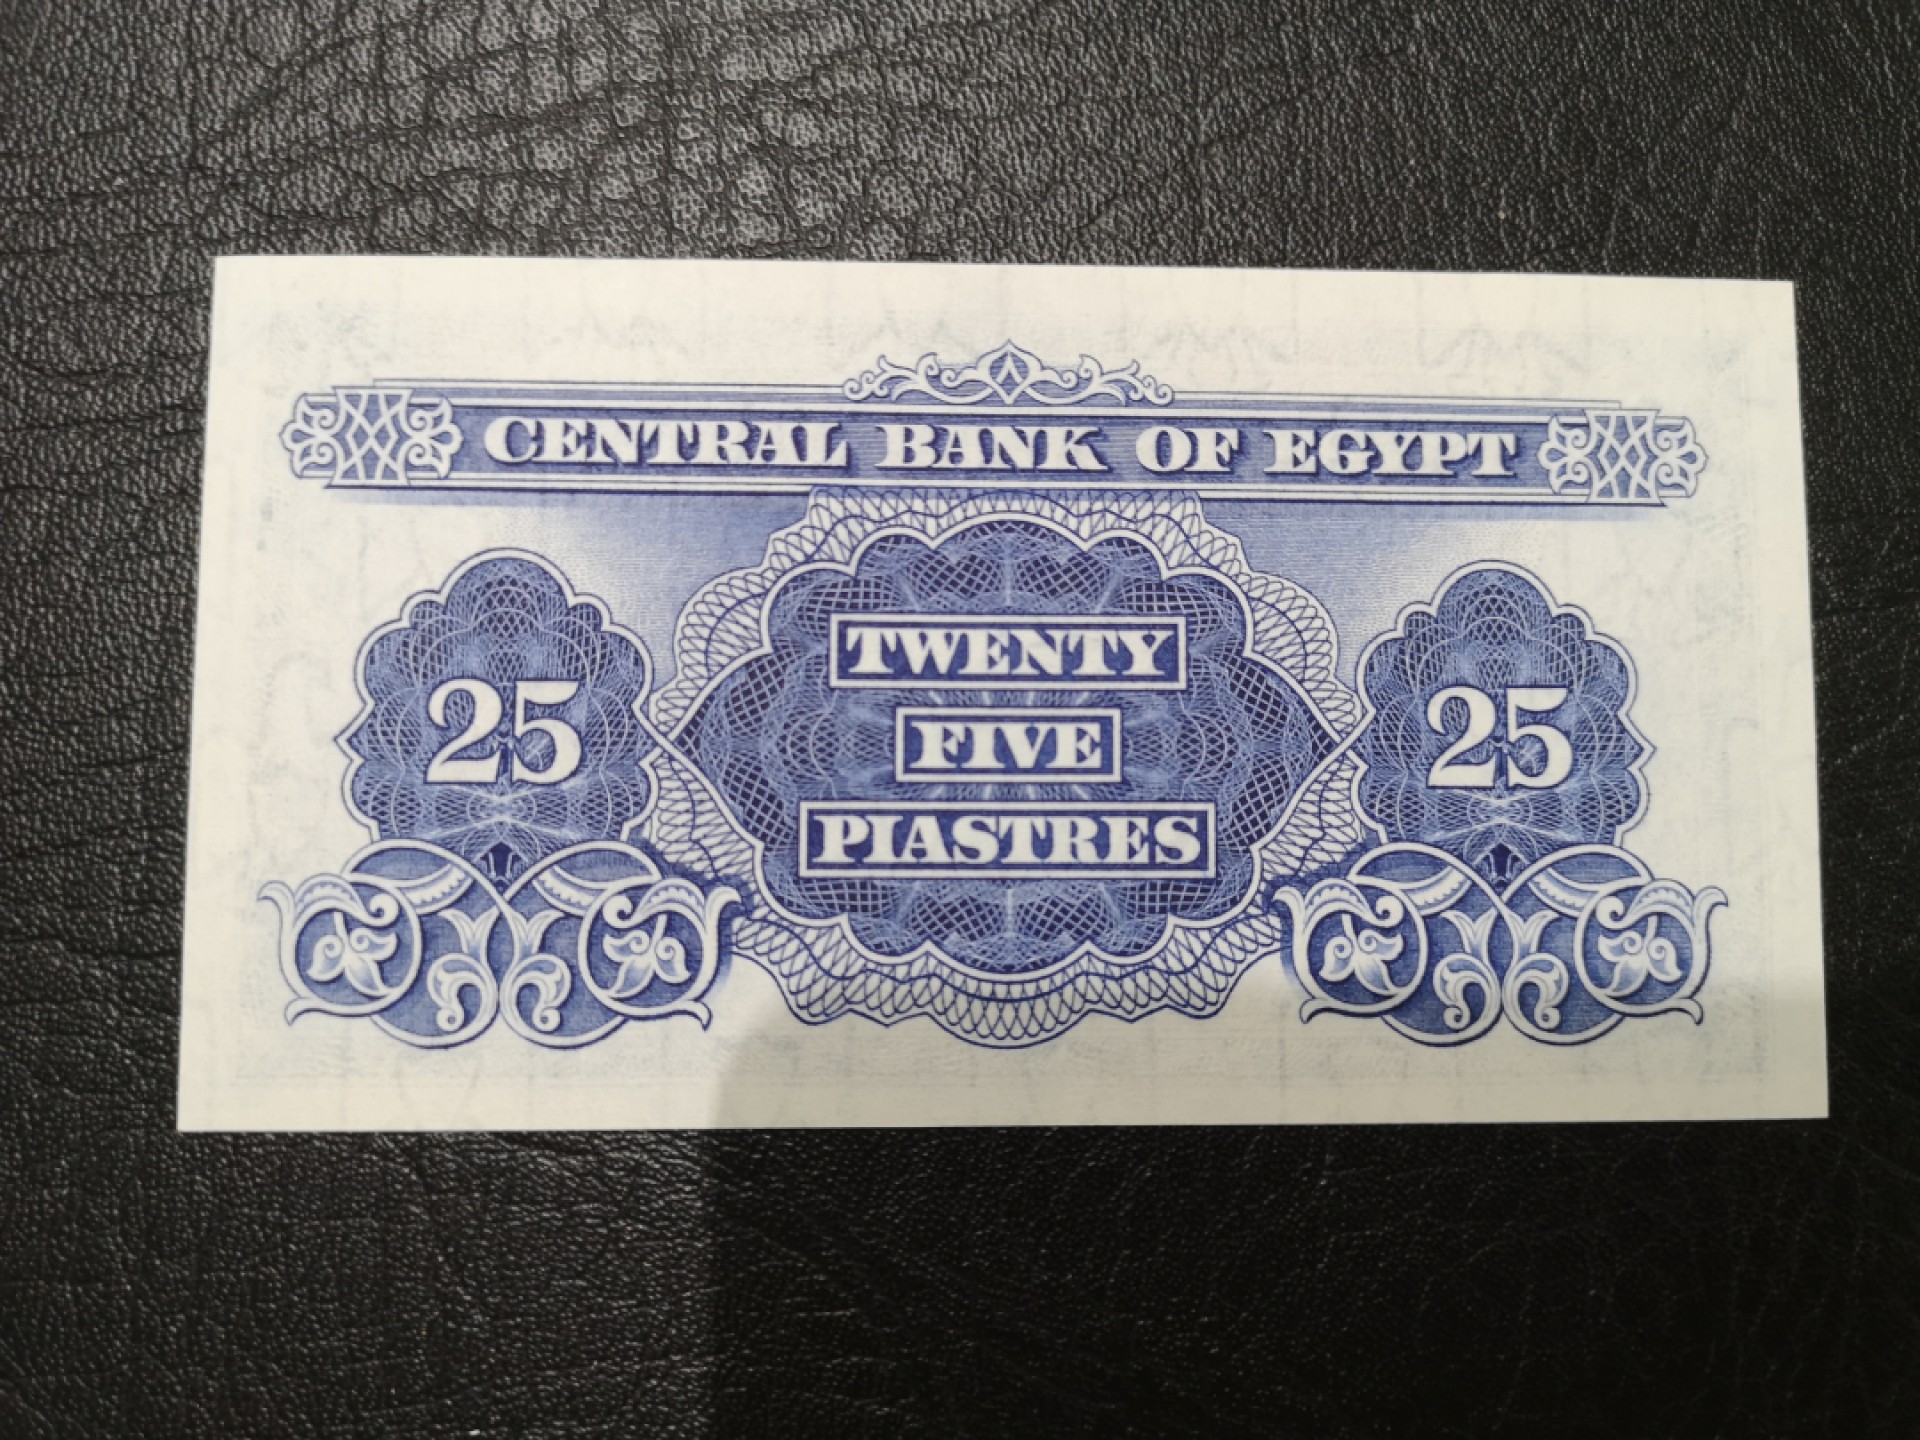 CENTRAL BANK OF EGYPT
TWENTY
25 FIVE 25
PIASTRES